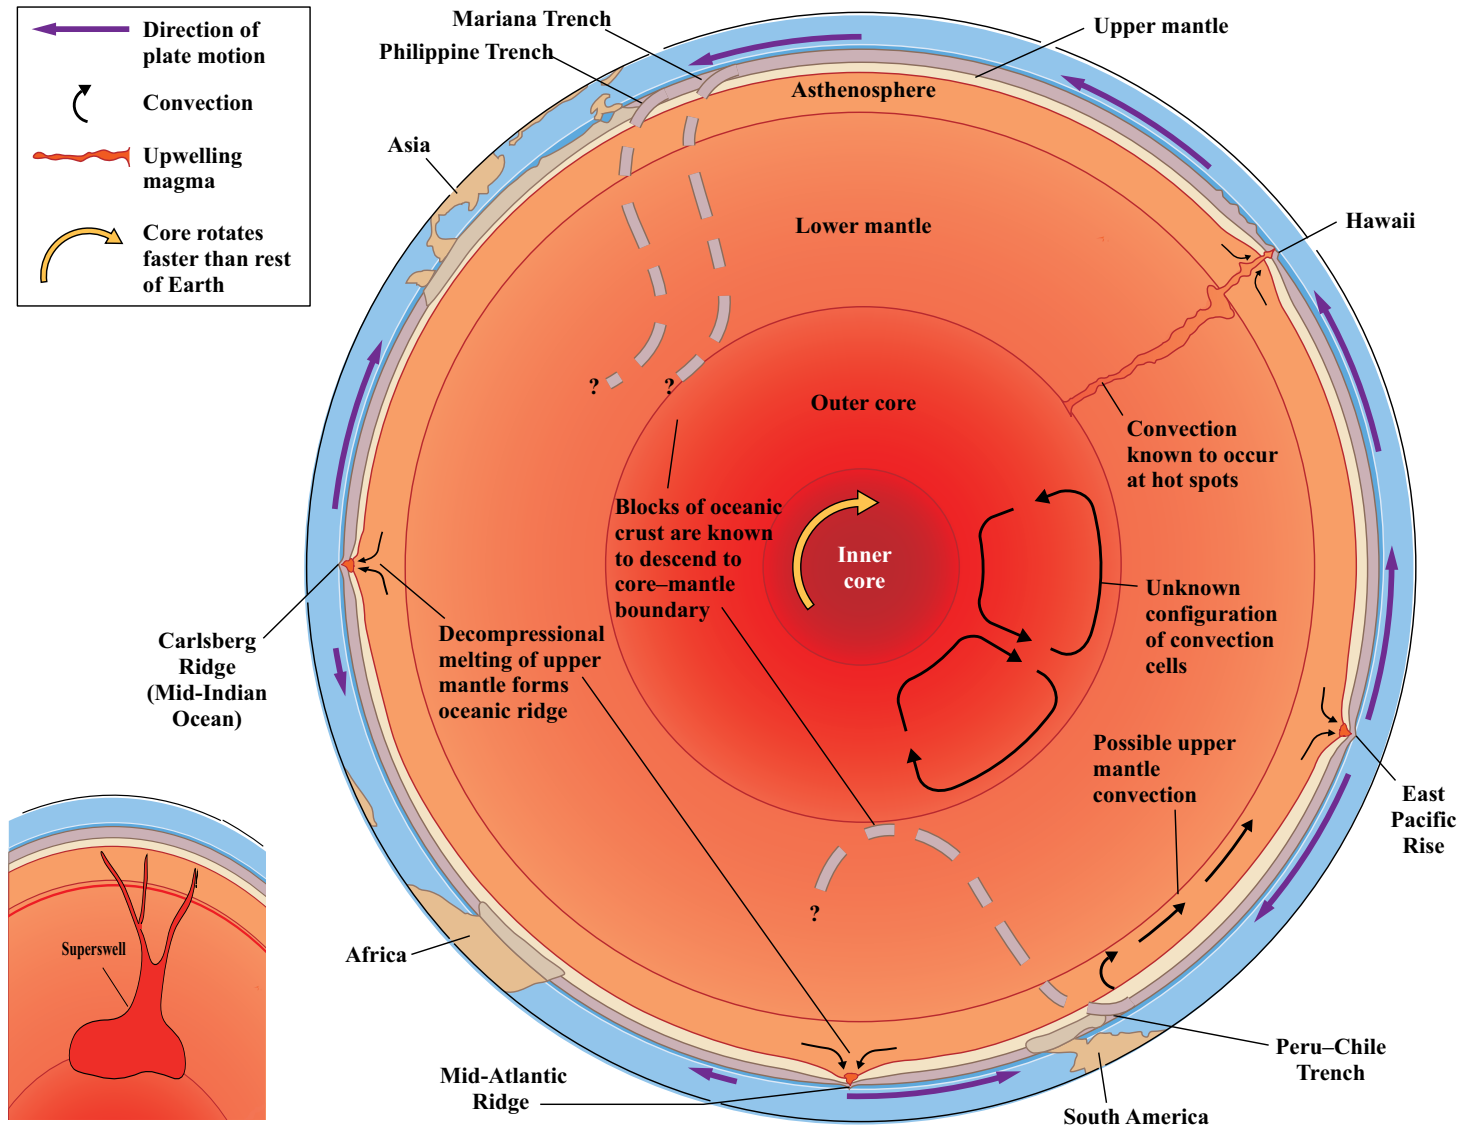 Direction of
plate motion
Convection
Upwelling
magma
Core rotates
faster than rest
of Earth
Mariana Trench
Philippine Trench
Upper mantle
Asthenosphere
Asia
Lower mantle
Hawaii
?
?
Outer core
Convection
known to occur
at hot spots
Blocks of oceanic
crust are known
to descend to
core–mantle
boundary
Inner
core
Unknown
configuration
of convection
cells
Carlsberg
Ridge
(Mid-Indian
Ocean)
Decompressional
melting of upper
mantle forms
oceanic ridge
Possible upper
mantle
convection
East
Pacific
Rise
?
Superswell
Africa
Mid-Atlantic
Ridge
Peru–Chile
Trench
South America